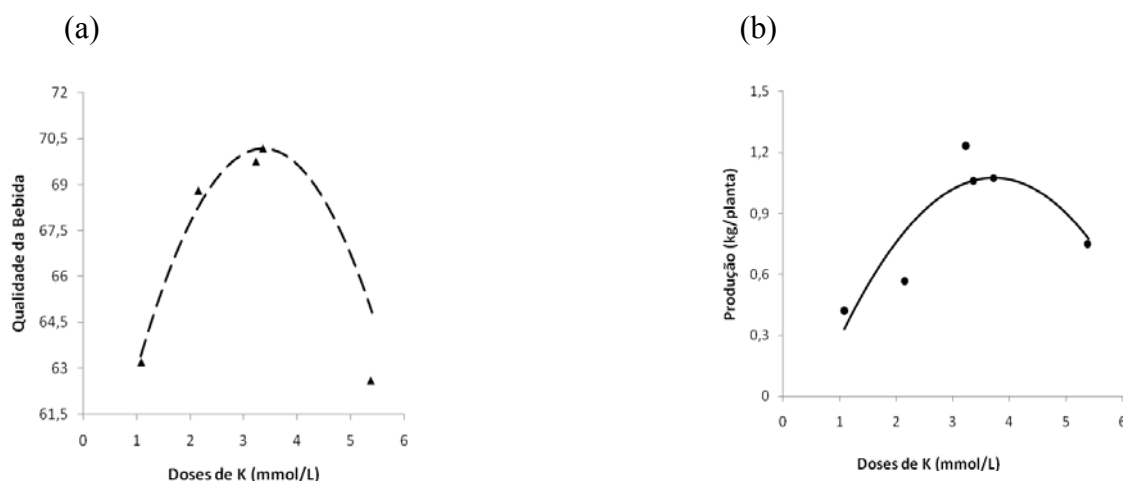 (a)
Qualidade da Bebida
72
70,5
69
67,5
66
64,5
63
61,5
0 1 2 3 4 5 6
Doses de K (mmol/L)
(b)
Produção (kg/planta)
1,5
1,2
0,9
0,6
0,3
0
0 1 2 3 4 5 6
Doses de K (mmol/L)